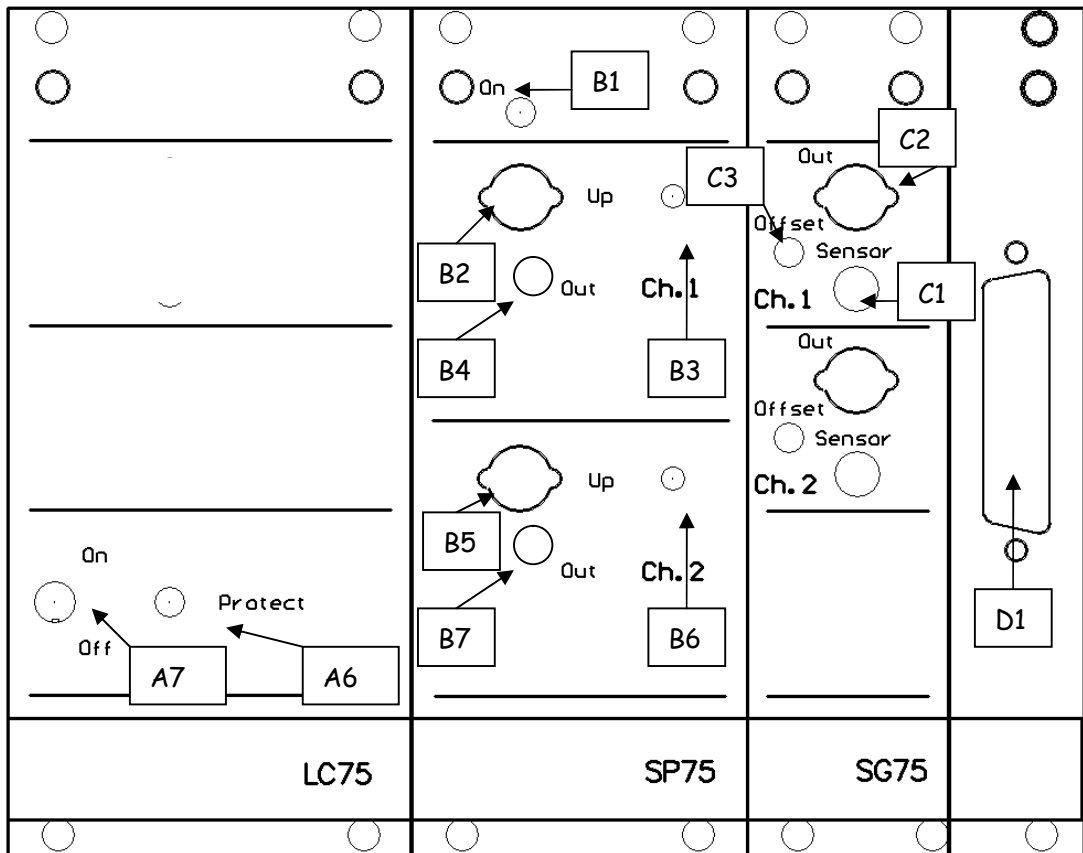 On
B1
C2
Out
C3
Up
Offset
Sensor
B2
Out
Ch.1
Ch.1
C1
Out
B4
B3
Offset
Sensor
Up
Ch.2
B5
On
Out
Ch.2
Protect
B7
B6
D1
Off
A7
A6
LC75
SP75
SG75